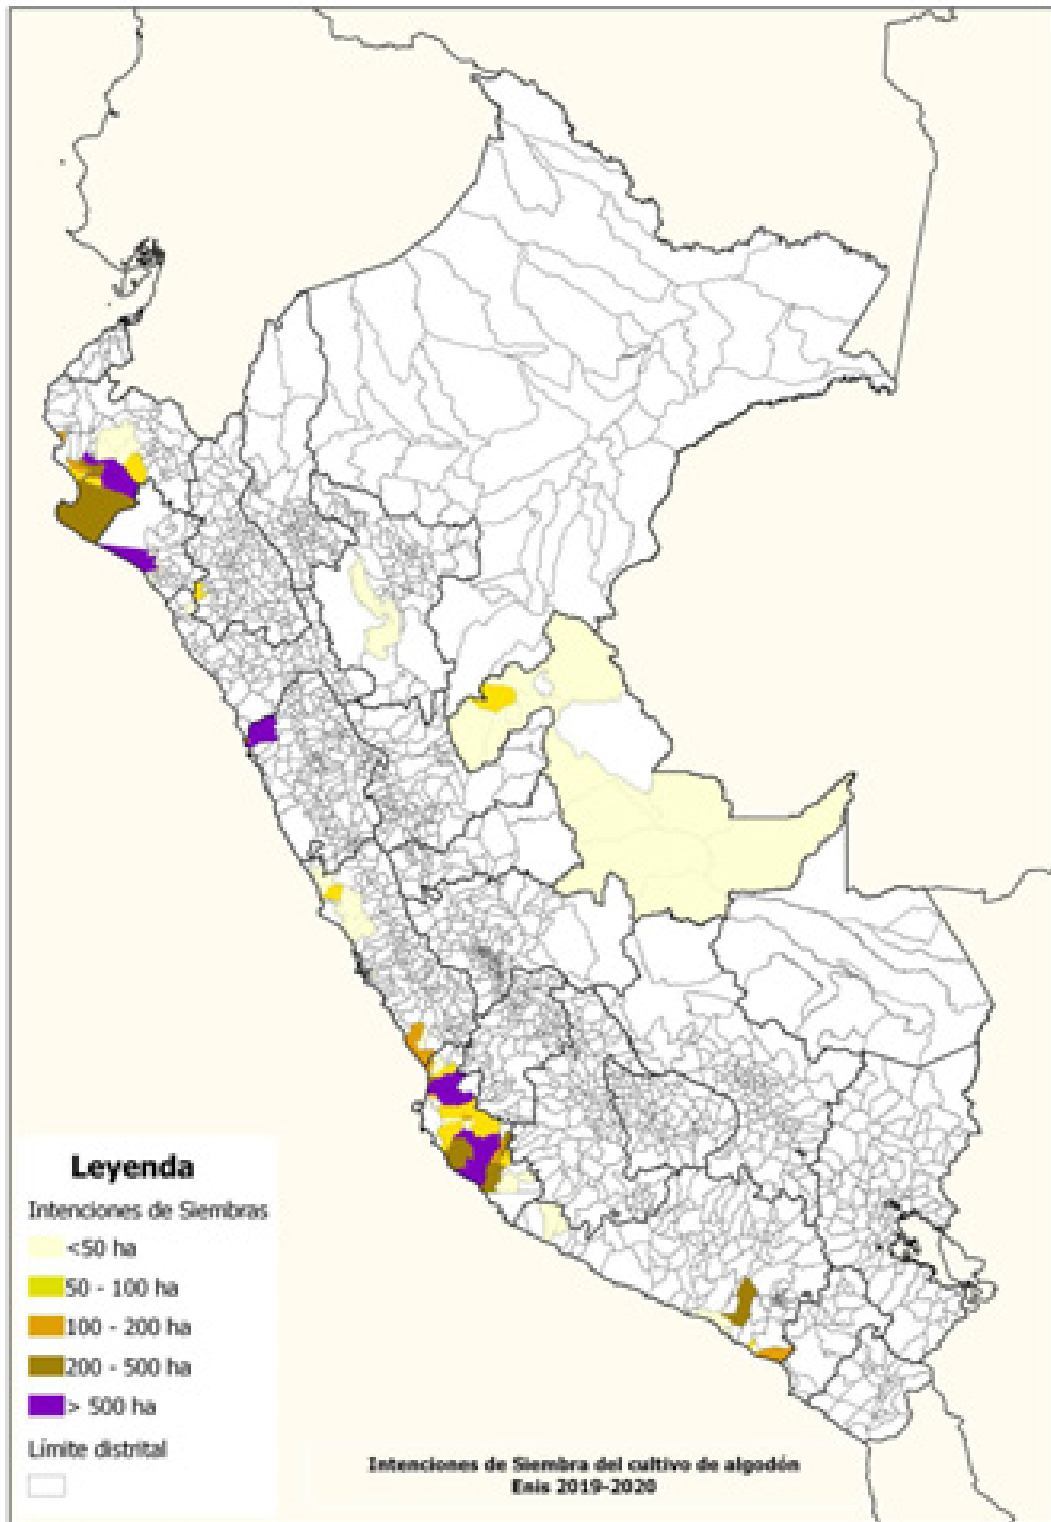 Leyenda
Intenciones de Siembras
<50 ha
50 - 100 ha
100 - 200 ha
200 - 500 ha
> 500 ha
Límite distrital
Intenciones de Siembra del cultivo de algodón
Enis 2019-2020